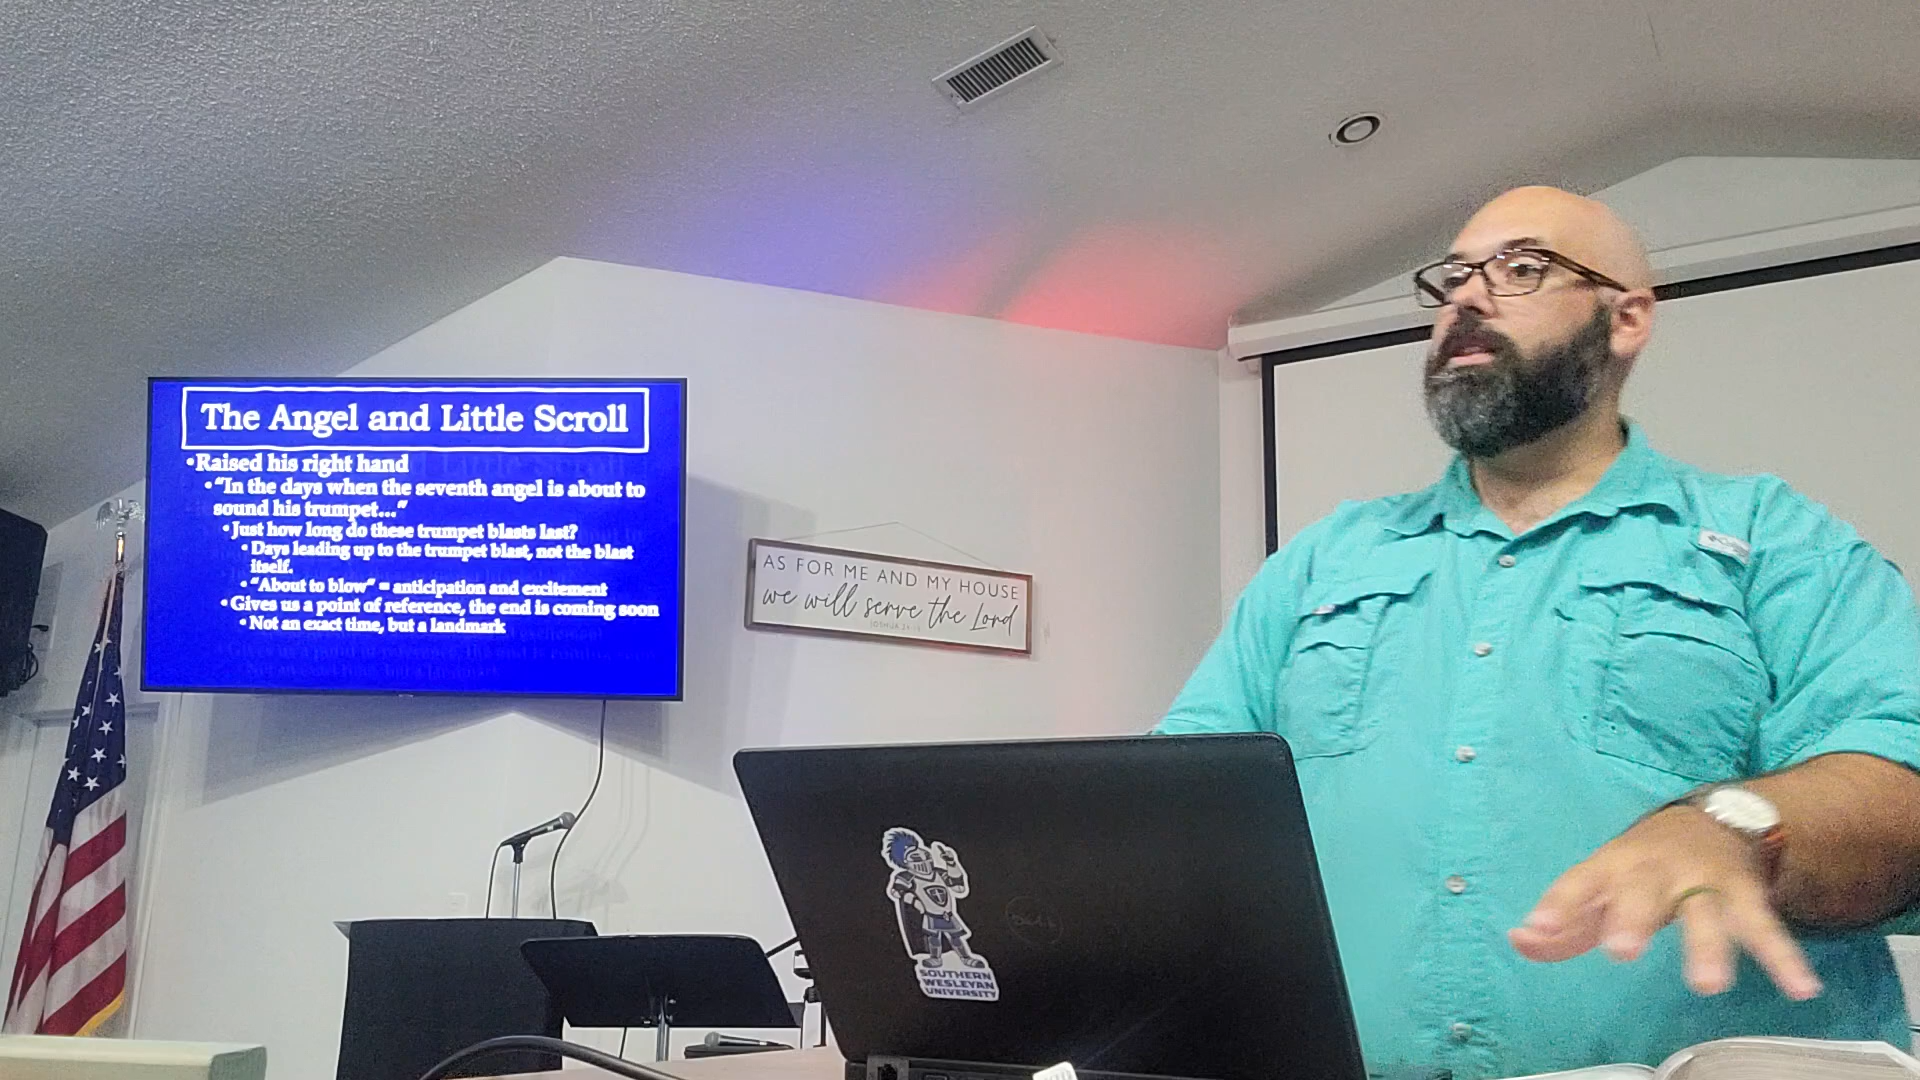 The Angel and Little Scroll
•Raised his right hand
•"In the days when the seventh angel is about to
sound his trumpet..."
•Just how long do these trumpet blasts last?
•Days leading up to the trumpet blast, not the blast
itself.
•"About to blow" = anticipation and excitement
•Gives us a point of reference, the end is coming soon
•Not an exact time, but a landmark
AS FOR ME AND MY HOUSE
we will serve the Lord
JOSHUA 24:15
DELL
SOUTHERN
WESLEYAN
UNIVERSITY